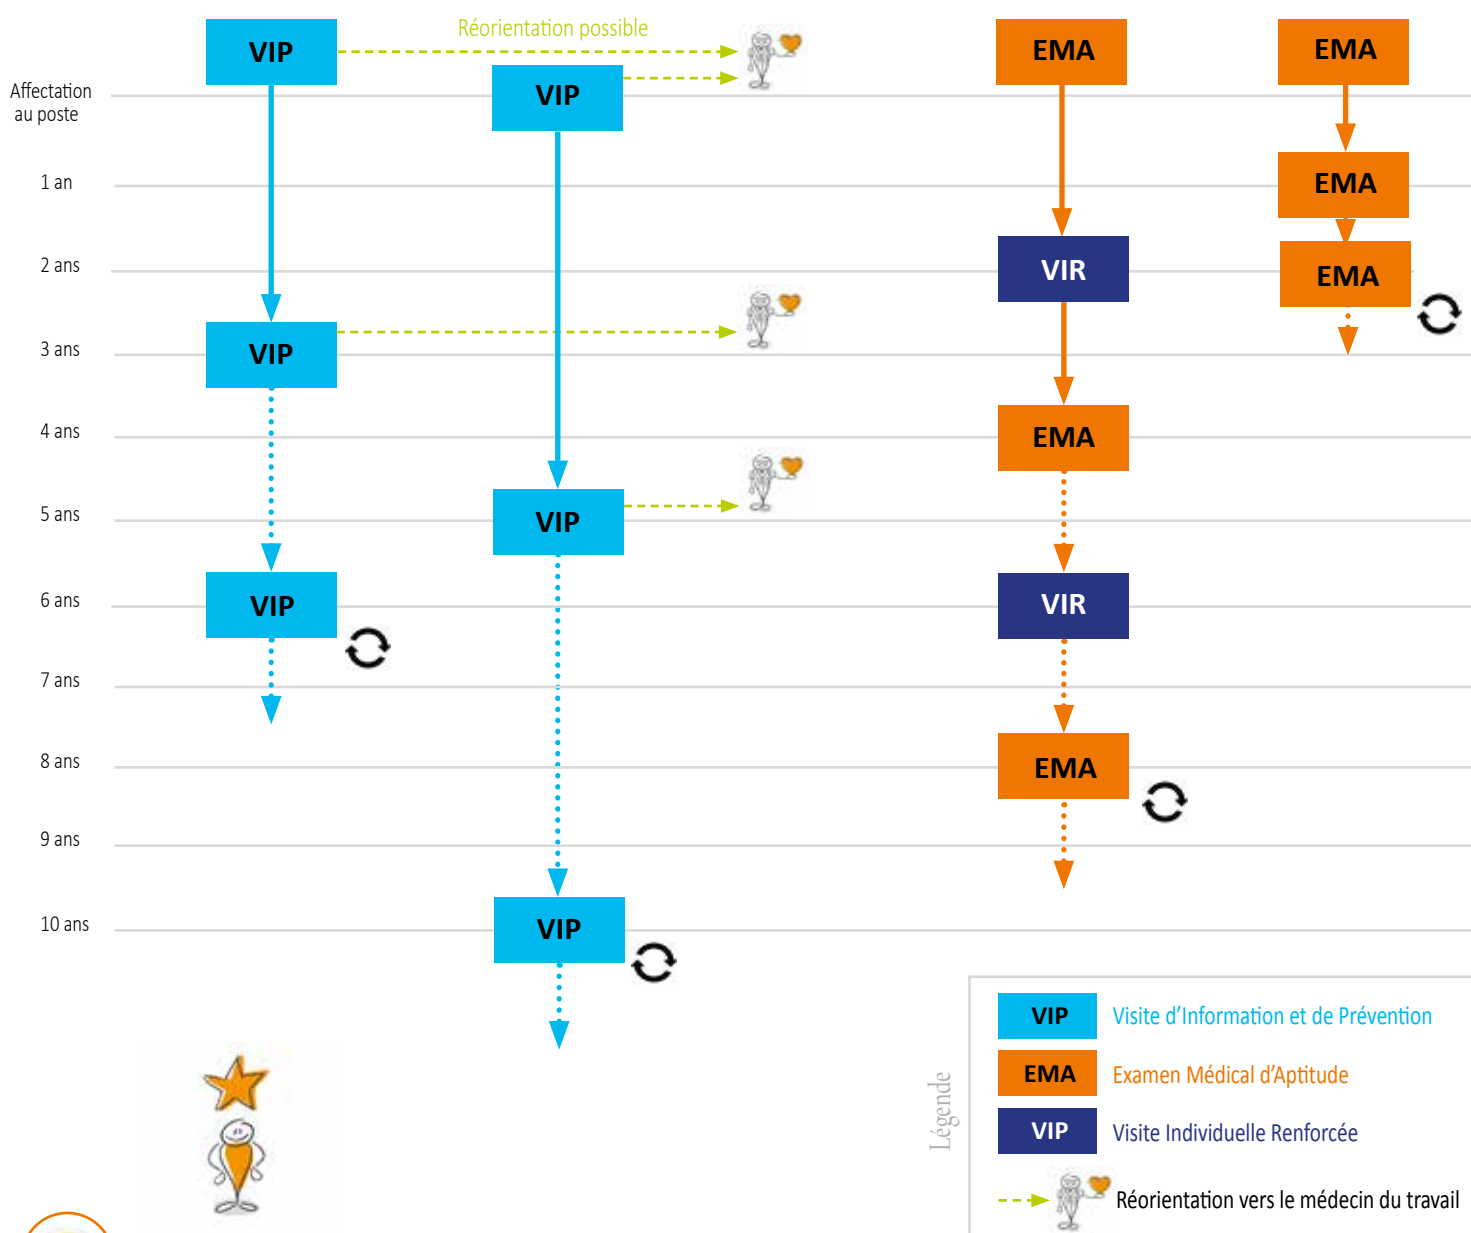 VIP
Réorientation possible
EMA
EMA
VIP
Affectation
au poste
1 an
EMA
2 ans
VIR
EMA
3 ans
VIP
4 ans
EMA
5 ans
VIP
6 ans
VIP
VIR
7 ans
8 ans
EMA
9 ans
10 ans
VIP
Légende
VIP Visite d'Information et de Prévention
EMA Examen Médical d'Aptitude
VIP Visite Individuelle Renforcée
Réorientation vers le médecin du travail